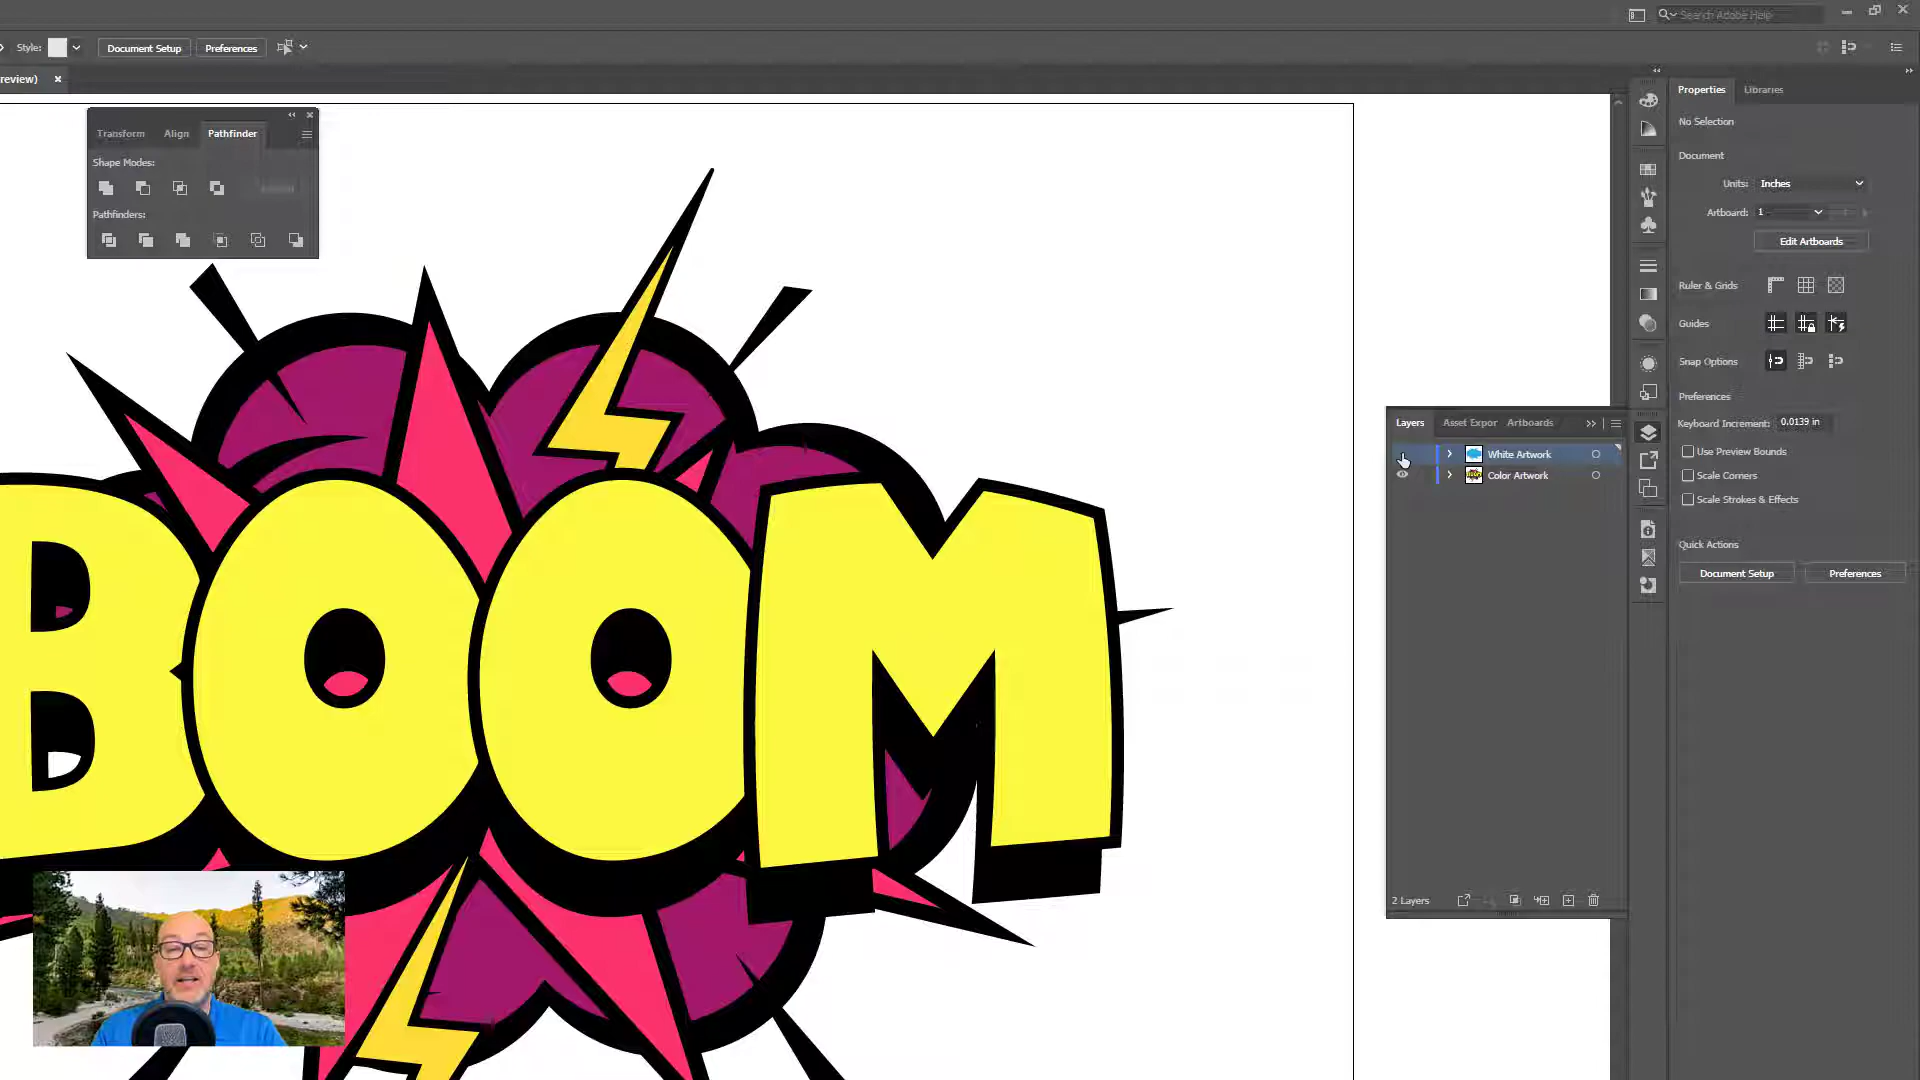 Search Adobe Help
Style:
Document Setup
Preferences
review)
Transform
Align
Pathfinder
Shape Modes:
Pathfinders:
BOOM
Layers
Asset Expor
Artboards
White Artwork
Color Artwork
2 Layers
Properties
Libraries
No Selection
Document
Units:
Inches
Artboard:
1
Edit Artboards
Ruler & Grids
Guides
Snap Options
Preferences
Keyboard Increment:
0.0139 in
Use Preview Bounds
Scale Corners
Scale Strokes & Effects
Quick Actions
Document Setup
Preferences